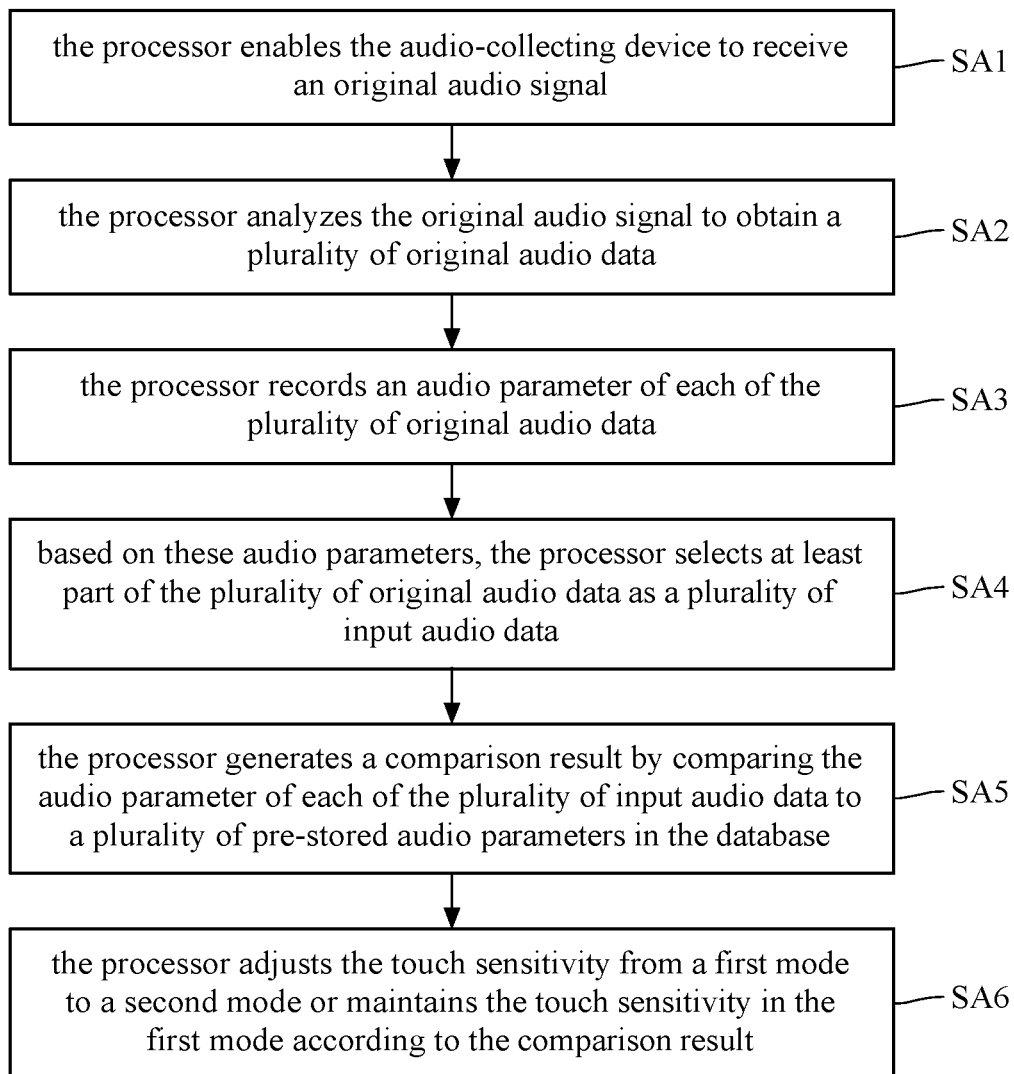 the processor enables the audio-collecting device to receive
an original audio signal
SA1
the processor analyzes the original audio signal to obtain a
plurality of original audio data
SA2
the processor records an audio parameter of each of the
plurality of original audio data
SA3
based on these audio parameters, the processor selects at least
part of the plurality of original audio data as a plurality of
input audio data
SA4
the processor generates a comparison result by comparing the
audio parameter of each of the plurality of input audio data to
a plurality of pre-stored audio parameters in the database
SA5
the processor adjusts the touch sensitivity from a first mode
to a second mode or maintains the touch sensitivity in the
first mode according to the comparison result
SA6